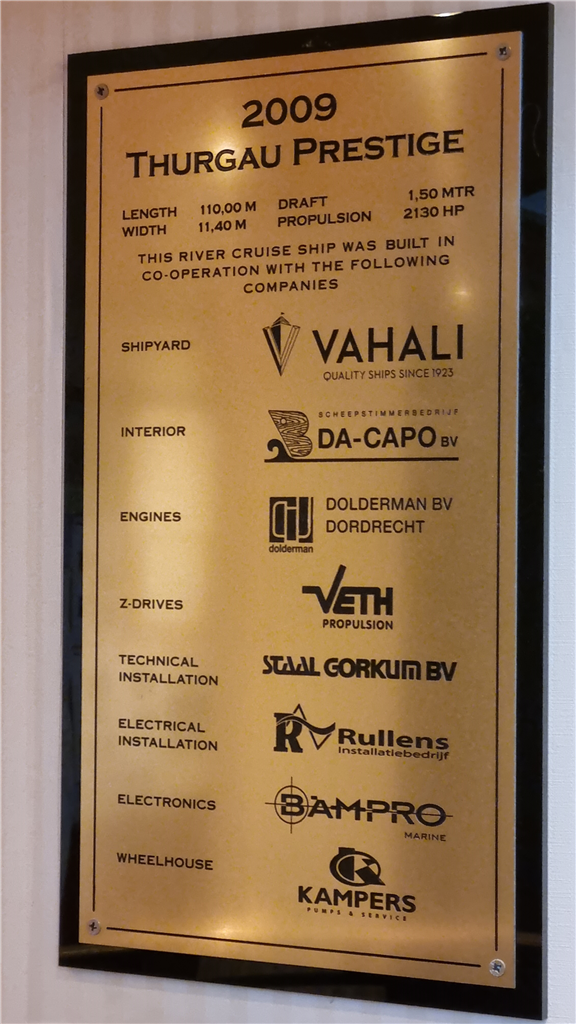 2009
THURGAU PRESTIGE
LENGTH 110,00 M DRAFT 1,50 MTR
WIDTH 11,40 M PROPULSION 2130 HP
THIS RIVER CRUISE SHIP WAS BUILT IN
CO-OPERATION WITH THE FOLLOWING
COMPANIES
SHIPYARD VAHALI
QUALITY SHIPS SINCE 1923
SCHEEPSTIMMERBEDRIJF
INTERIOR DA-CAPO BV
ENGINES DOLDERMAN BV
DORDRECHT
dolderman
Z-DRIVES VETH
PROPULSION
TECHNICAL
INSTALLATION STAAL GORKUM BV
ELECTRICAL
INSTALLATION R Rullens
installatiebedrijf
ELECTRONICS BAMPRO
MARINE
WHEELHOUSE KAMPERS
PUMPS & SERVICE